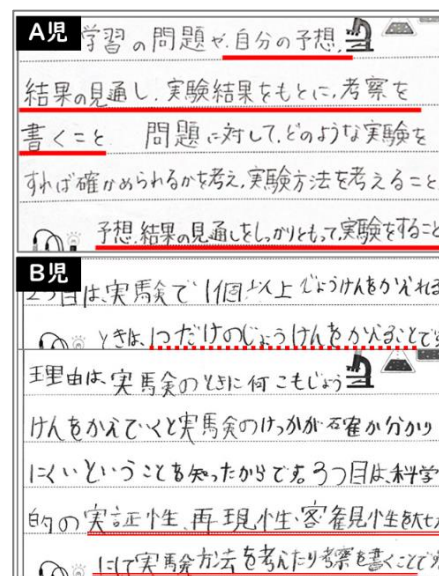 A児
学習の問題や、自分の予想、
結果の見通し、実験結果をもとに、考察を
書くこと 問題に対して、どのような実験を
すれば確かめられるかを考え、実験方法を考えること
予想、結果の見通しをしっかりともって、実験をすること
B児
2つ目は、実験で1個以上じょうけんをかえれる
ときは、1つだけのじょうけんをかえることで
理由は、実験のときに何こもじょう
けんをかえていくと実験のけっかが確か分かり
にくいということを知ったからです。3つ目は、科学
的の実証性、再現性、客観性を大切
にして実験方法を考えたり考察を書くことです